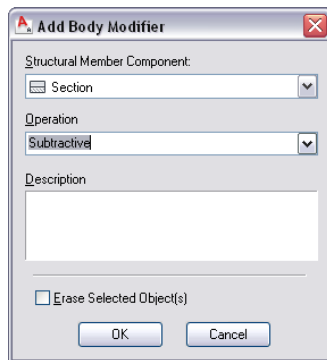 Add Body Modifier
Structural Member Component:
Section
Operation
Subtractive
Description
Erase Selected Object(s)
OK Cancel